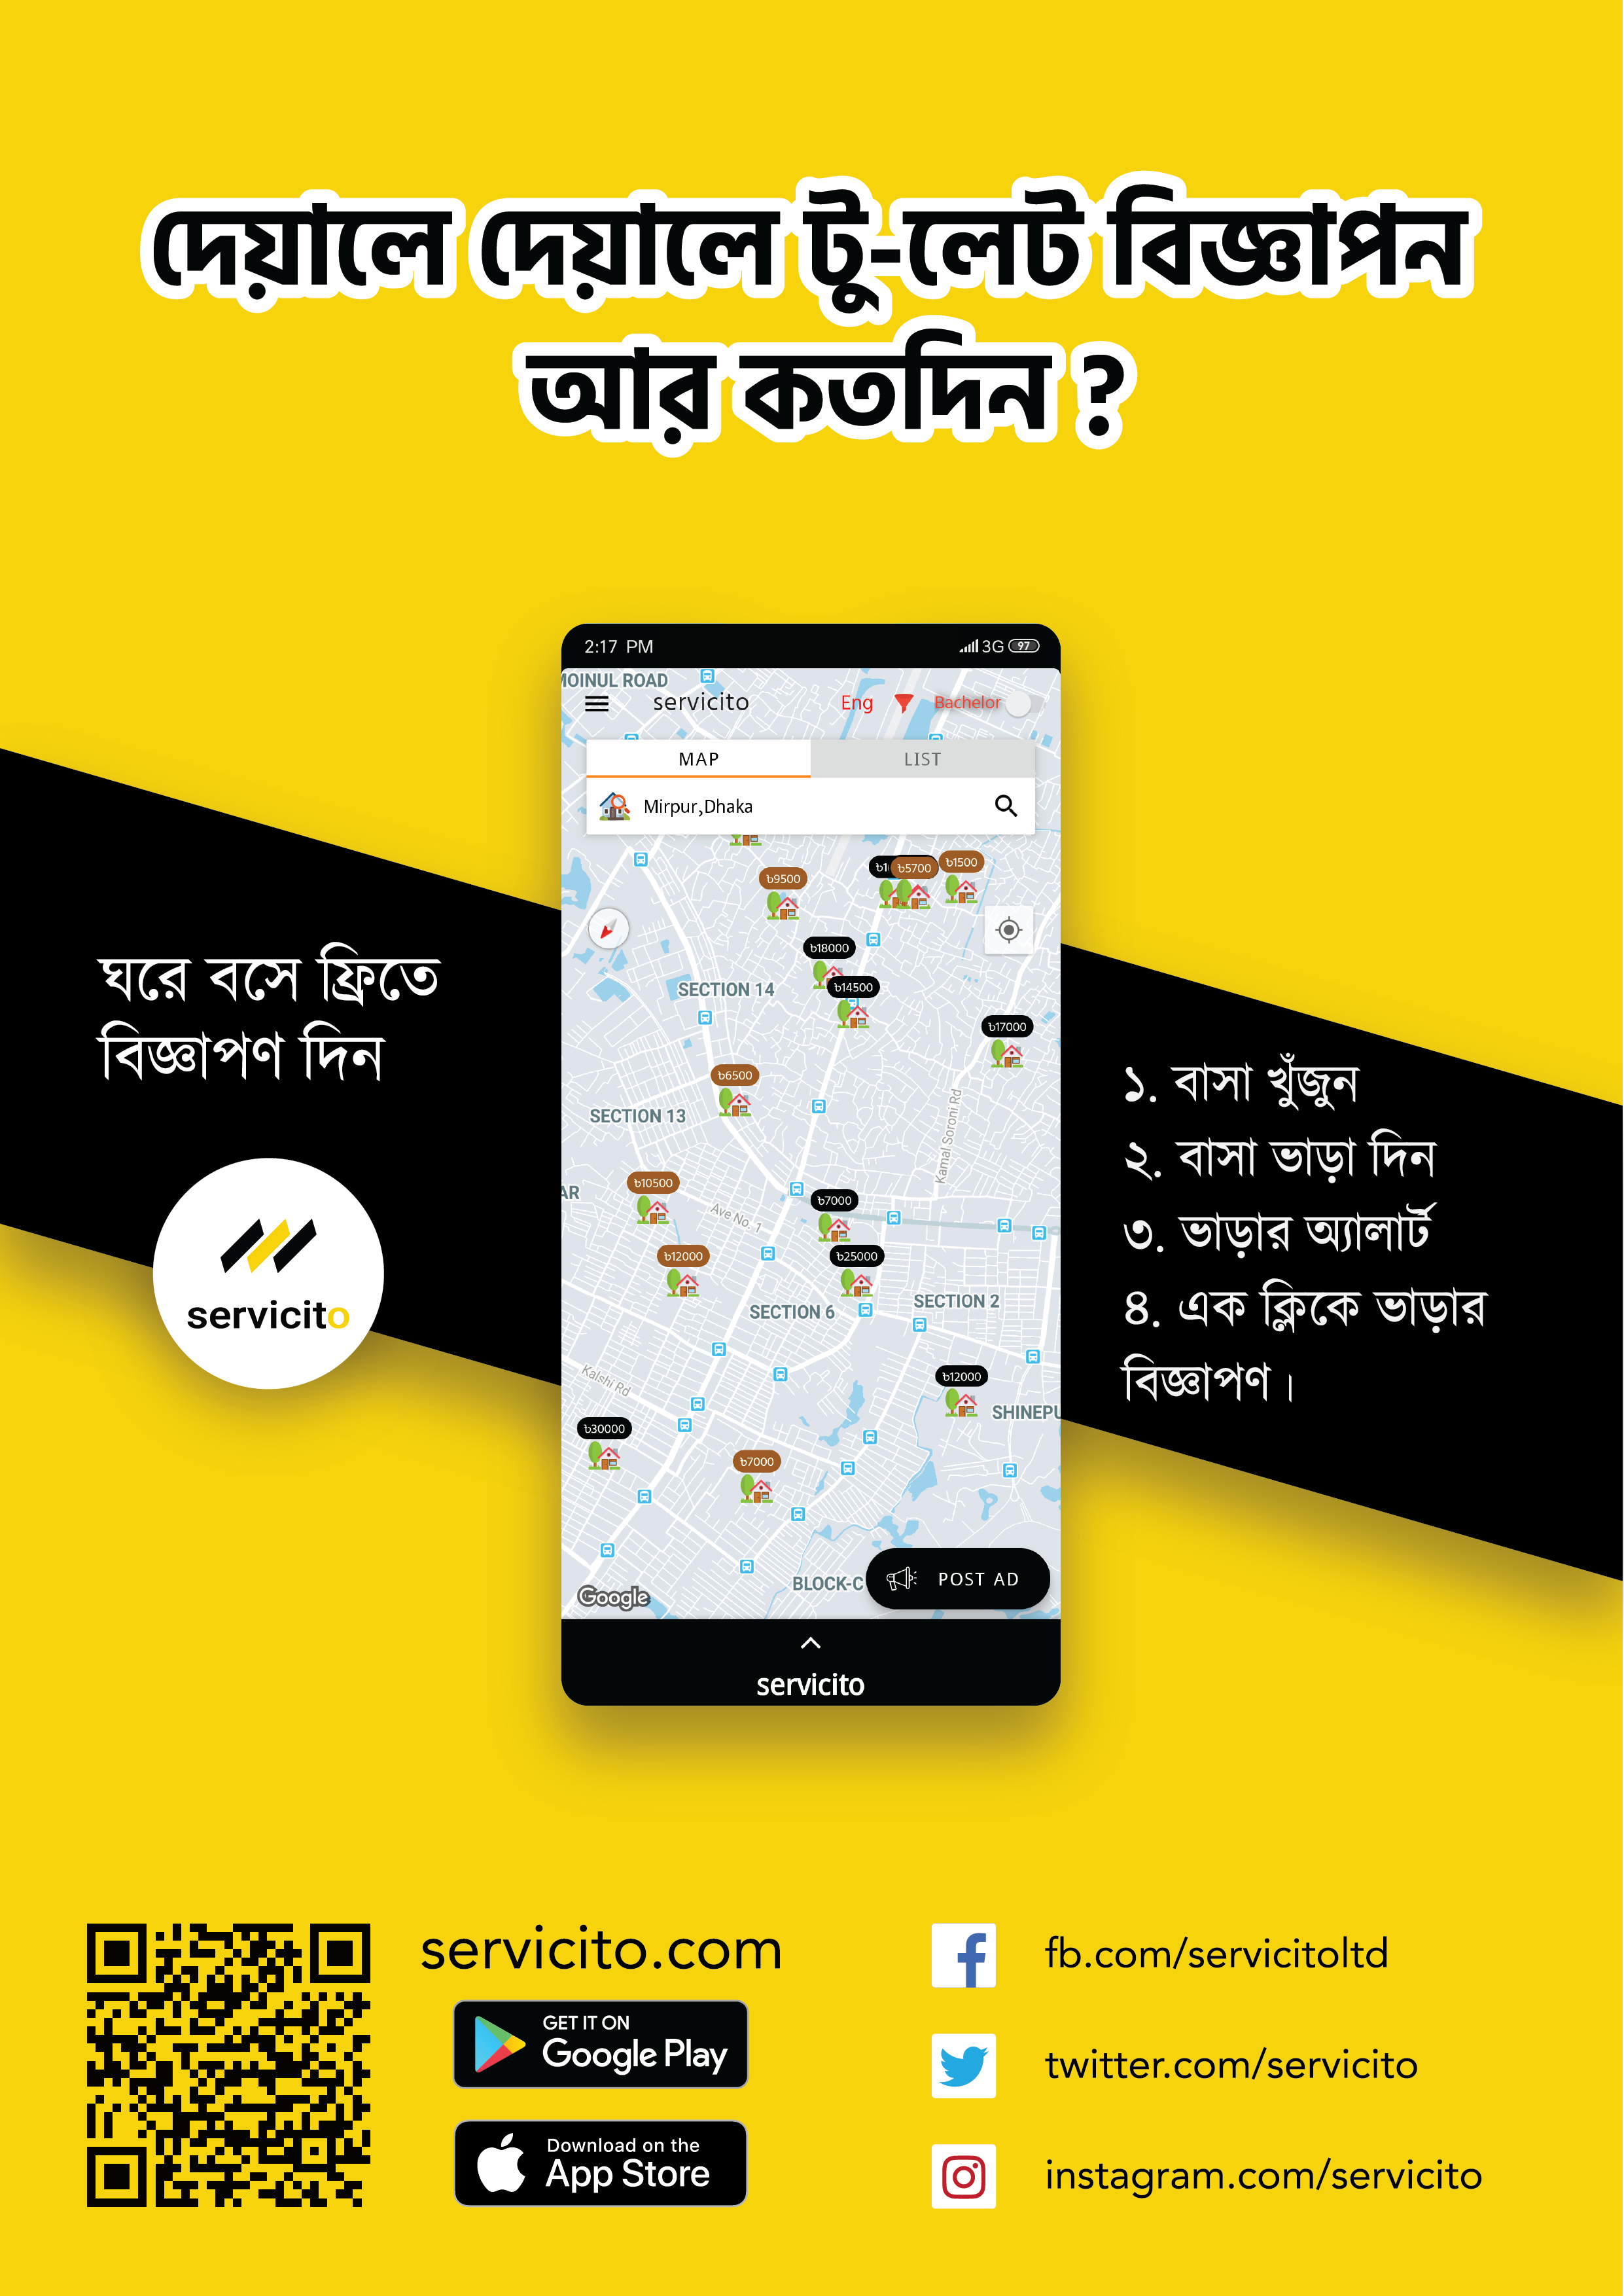 দেয়ালে দেয়ালে টু-লেট বিজ্ঞাপন
আর কতদিন ?
2:17 PM
3G 97
MOINUL ROAD
servicito
Eng
Bachelor
MAP
LIST
Mirpur,Dhaka
৳9500
৳5700
৳1500
৳18000
৳14500
SECTION 14
৳17000
৳6500
SECTION 13
Kamal Soroni Rd
৳10500
৳7000
Ave No. 1
৳12000
৳25000
SECTION 6
SECTION 2
৳12000
Kalshi Rd
SHINEPU
৳30000
৳7000
BLOCK-C
POST AD
Google
servicito
ঘরে বসে ফ্রিতে
বিজ্ঞাপণ দিন
servicito
১. বাসা খুঁজুন
২. বাসা ভাড়া দিন
৩. ভাড়ার অ্যালার্ট
৪. এক ক্লিকে ভাড়ার
বিজ্ঞাপণ।
servicito.com
GET IT ON
Google Play
Download on the
App Store
fb.com/servicitoltd
twitter.com/servicito
instagram.com/servicito